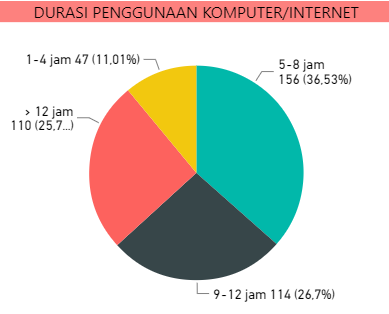 DURASI PENGGUNAAN KOMPUTER/INTERNET
1-4 jam 47 (11,01%)
5-8 jam
156 (36,53%)
> 12 jam
110 (25,7...)
9-12 jam 114 (26,7%)